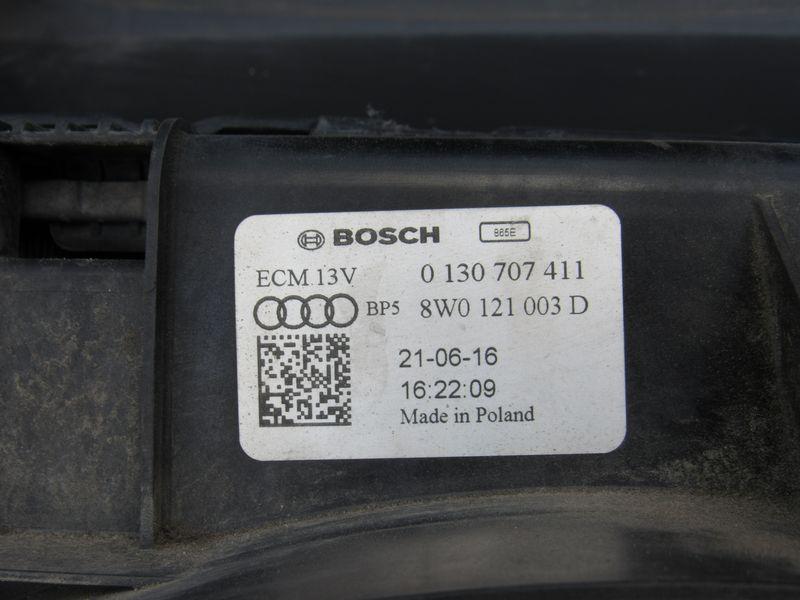 BOSCH 865E
ECM 13V 0 130 707 411
BP5 8W0 121 003 D
21-06-16
16:22:09
Made in Poland